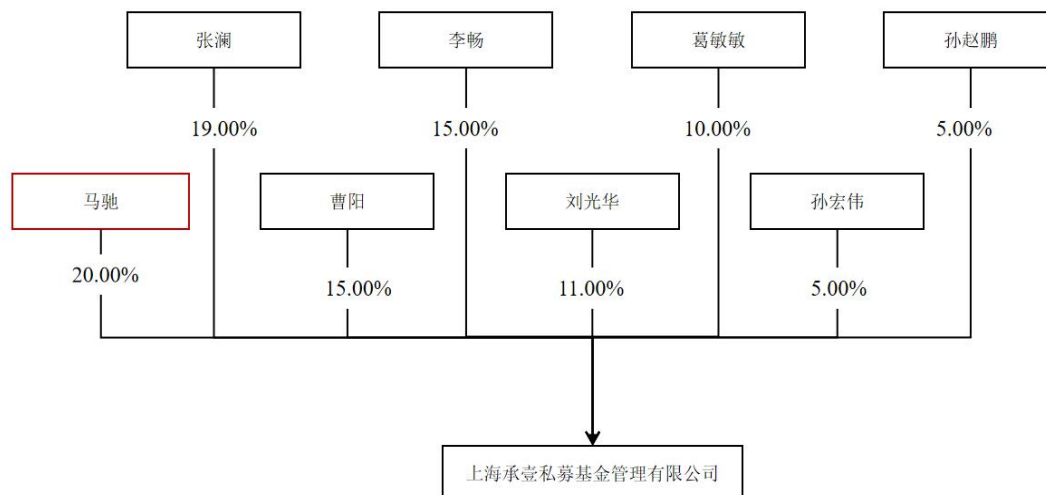 张澜
李畅
葛敏敏
孙赵鹏
19.00%
15.00%
10.00%
5.00%
马驰
曹阳
刘光华
孙宏伟
20.00%
15.00%
11.00%
5.00%
上海承壹私募基金管理有限公司